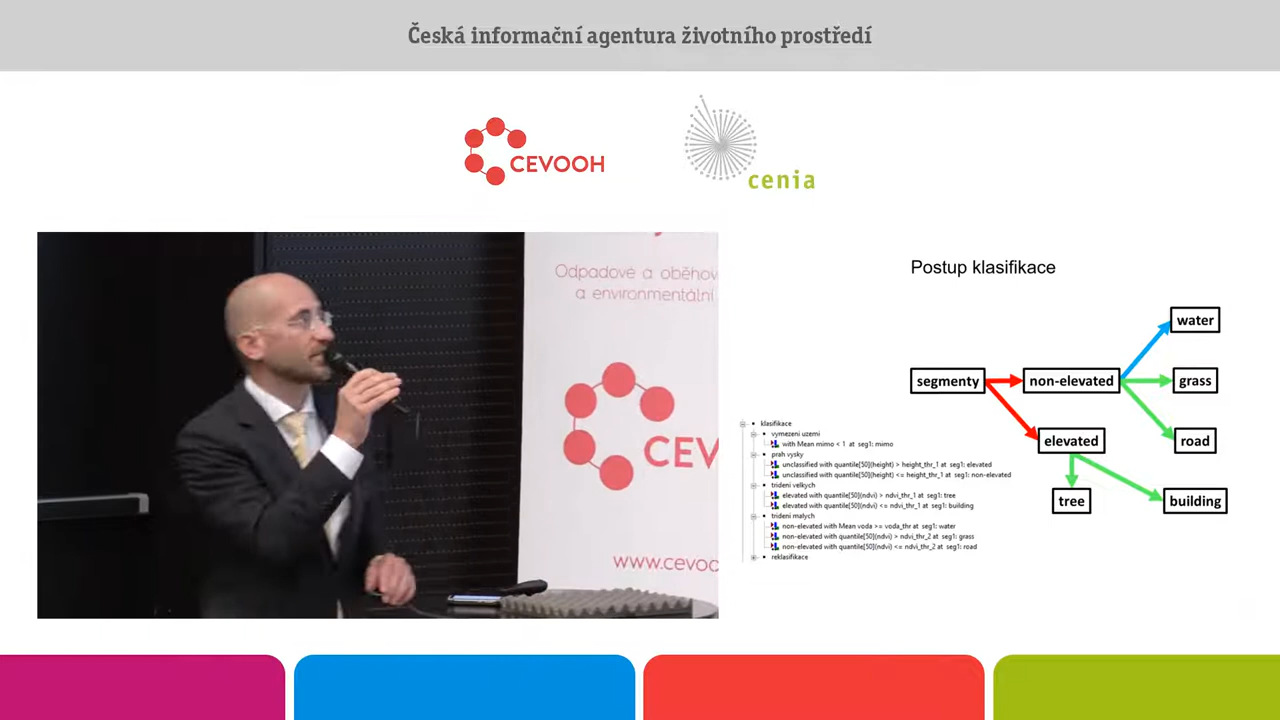 Česká informační agentura životního prostředí
CEVOOH
cenia
Odpadové a oběhov
a environmentální
CEV
www.cevoo
Postup klasifikace
water
segmenty
non-elevated
grass
elevated
road
tree
building
klasifikace
vymezeni uzemi
with Mean mimo < 1 at seg1: mimo
prah vysky
unclassified with quantile[50](height) > height_thr_1 at seg1: elevated
unclassified with quantile[50](height) <= height_thr_1 at seg1: non-elevated
trideni velkych
elevated with quantile[50](ndvi) > ndvi_thr_1 at seg1: tree
elevated with quantile[50](ndvi) <= ndvi_thr_1 at seg1: building
trideni malych
non-elevated with Mean voda >= voda_thr at seg1: water
non-elevated with quantile[50](ndvi) > ndvi_thr_2 at seg1: grass
non-elevated with quantile[50](ndvi) <= ndvi_thr_2 at seg1: road
reklasifikace